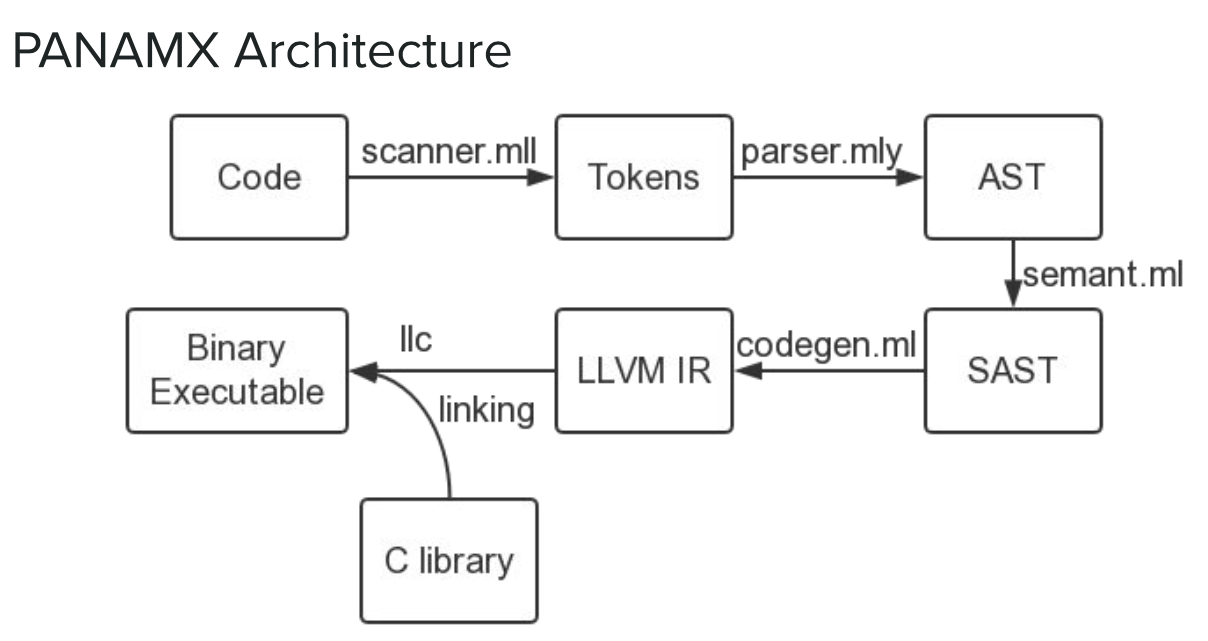 PANAMX Architecture
Code
scanner.mll
Tokens
parser.mly
AST
semant.ml
SAST
codegen.ml
LLVM IR
llc
linking
Binary
Executable
C library